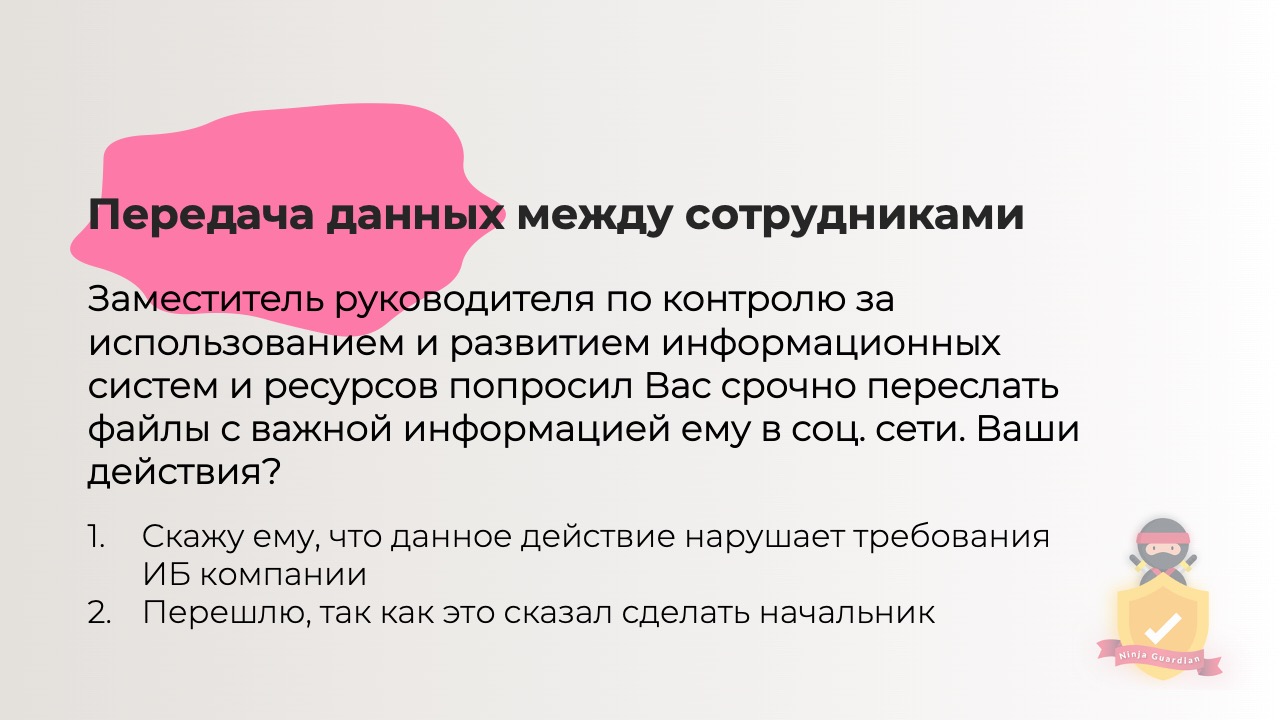 Передача данных между сотрудниками
Заместитель руководителя по контролю за
использованием и развитием информационных
систем и ресурсов попросил Вас срочно переслать
файлы с важной информацией ему в соц. сети. Ваши
действия?
1. Скажу ему, что данное действие нарушает требования
ИБ компании
2. Перешлю, так как это сказал сделать начальник
Ninja Guardian